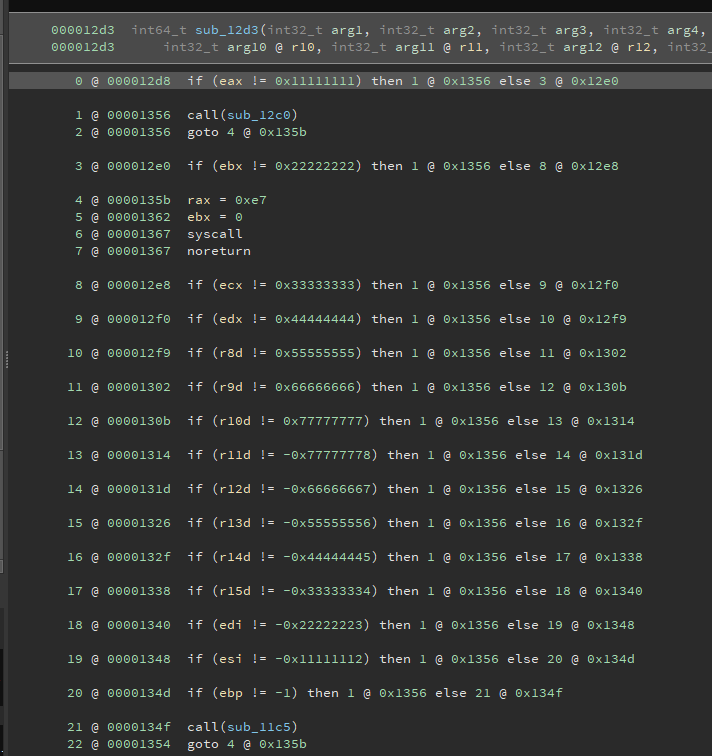 000012d3  int64_t sub_12d3(int32_t arg1, int32_t arg2, int32_t arg3, int32_t arg4,
000012d3      int32_t arg10 @ r10, int32_t arg11 @ r11, int32_t arg12 @ r12, int32_
0 @ 000012d8  if (eax != 0x11111111) then 1 @ 0x1356 else 3 @ 0x12e0
1 @ 00001356  call(sub_12c0)
2 @ 00001356  goto 4 @ 0x135b
3 @ 000012e0  if (ebx != 0x22222222) then 1 @ 0x1356 else 8 @ 0x12e8
4 @ 0000135b  rax = 0xe7
5 @ 00001362  ebx = 0
6 @ 00001367  syscall
7 @ 00001367  noreturn
8 @ 000012e8  if (ecx != 0x33333333) then 1 @ 0x1356 else 9 @ 0x12f0
9 @ 000012f0  if (edx != 0x44444444) then 1 @ 0x1356 else 10 @ 0x12f9
10 @ 000012f9  if (r8d != 0x55555555) then 1 @ 0x1356 else 11 @ 0x1302
11 @ 00001302  if (r9d != 0x66666666) then 1 @ 0x1356 else 12 @ 0x130b
12 @ 0000130b  if (r10d != 0x77777777) then 1 @ 0x1356 else 13 @ 0x1314
13 @ 00001314  if (r11d != -0x77777778) then 1 @ 0x1356 else 14 @ 0x131d
14 @ 0000131d  if (r12d != -0x66666667) then 1 @ 0x1356 else 15 @ 0x1326
15 @ 00001326  if (r13d != -0x55555556) then 1 @ 0x1356 else 16 @ 0x132f
16 @ 0000132f  if (r14d != -0x44444445) then 1 @ 0x1356 else 17 @ 0x1338
17 @ 00001338  if (r15d != -0x33333334) then 1 @ 0x1356 else 18 @ 0x1340
18 @ 00001340  if (edi != -0x22222223) then 1 @ 0x1356 else 19 @ 0x1348
19 @ 00001348  if (esi != -0x11111112) then 1 @ 0x1356 else 20 @ 0x134d
20 @ 0000134d  if (ebp != -1) then 1 @ 0x1356 else 21 @ 0x134f
21 @ 0000134f  call(sub_11c5)
22 @ 00001354  goto 4 @ 0x135b